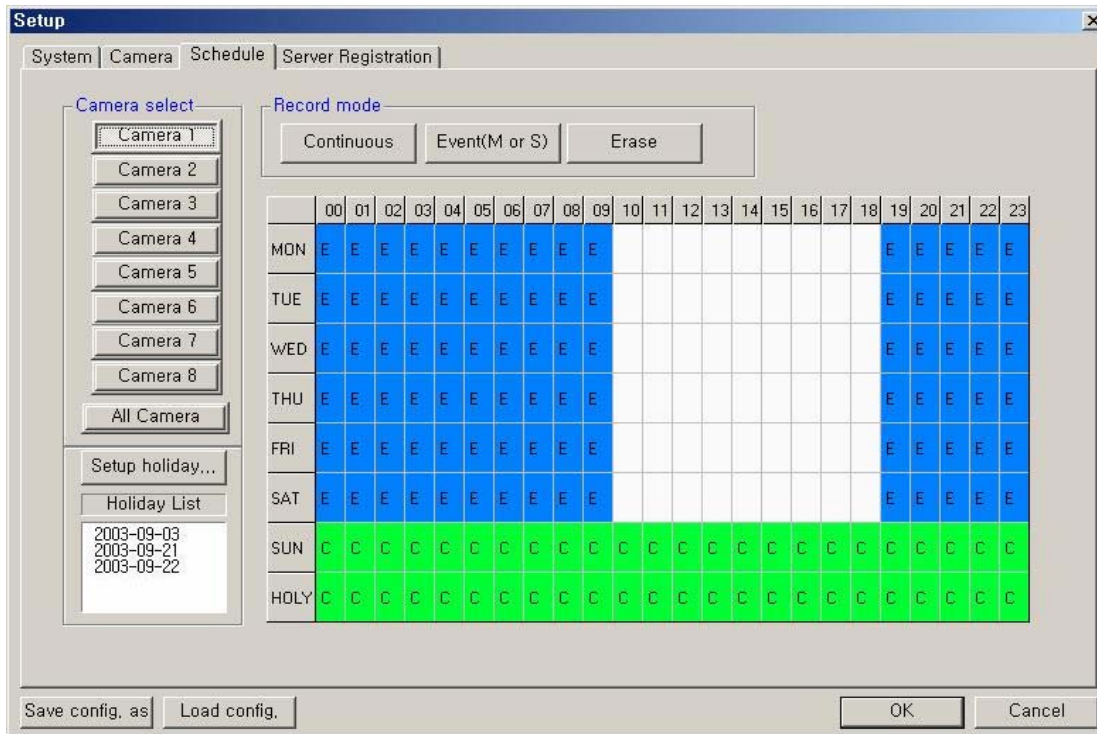 Setup
System Camera Schedule Server Registration
Camera select
Camera 1
Camera 2
Camera 3
Camera 4
Camera 5
Camera 6
Camera 7
Camera 8
All Camera
Setup holiday...
Holiday List
2003-09-03
2003-09-21
2003-09-22
Record mode
Continuous Event(M or S) Erase
00 01 02 03 04 05 06 07 08 09 10 11 12 13 14 15 16 17 18 19 20 21 22 23
MON E E E E E E E E E E E E E E E
TUE E E E E E E E E E E E E E E E
WED E E E E E E E E E E E E E E E
THU E E E E E E E E E E E E E E E
FRI E E E E E E E E E E E E E E E
SAT E E E E E E E E E E E E E E E
SUN C C C C C C C C C C C C C C C C C C C C C C C C
HOLY C C C C C C C C C C C C C C C C C C C C C C C C
Save config, as Load config, OK Cancel